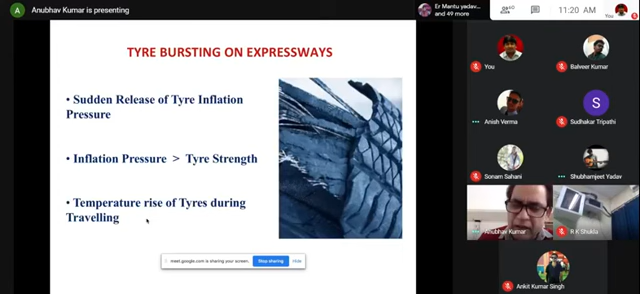 A Anubhav Kumar is presenting
Er Mantu yadav...
and 49 more
11:20 AM
You
TYRE BURSTING ON EXPRESSWAYS
• Sudden Release of Tyre Inflation
Pressure
• Inflation Pressure > Tyre Strength
• Temperature rise of Tyres during
Travelling
meet.google.com is sharing your screen.
Stop sharing
Hide
You
Balveer Kumar
Anish Verma
S
Sudhakar Tripathi
Sonam Sahani
Shubhamjeet Yadav
Anubhav Kumar
R K Shukla
Ankit Kumar Singh